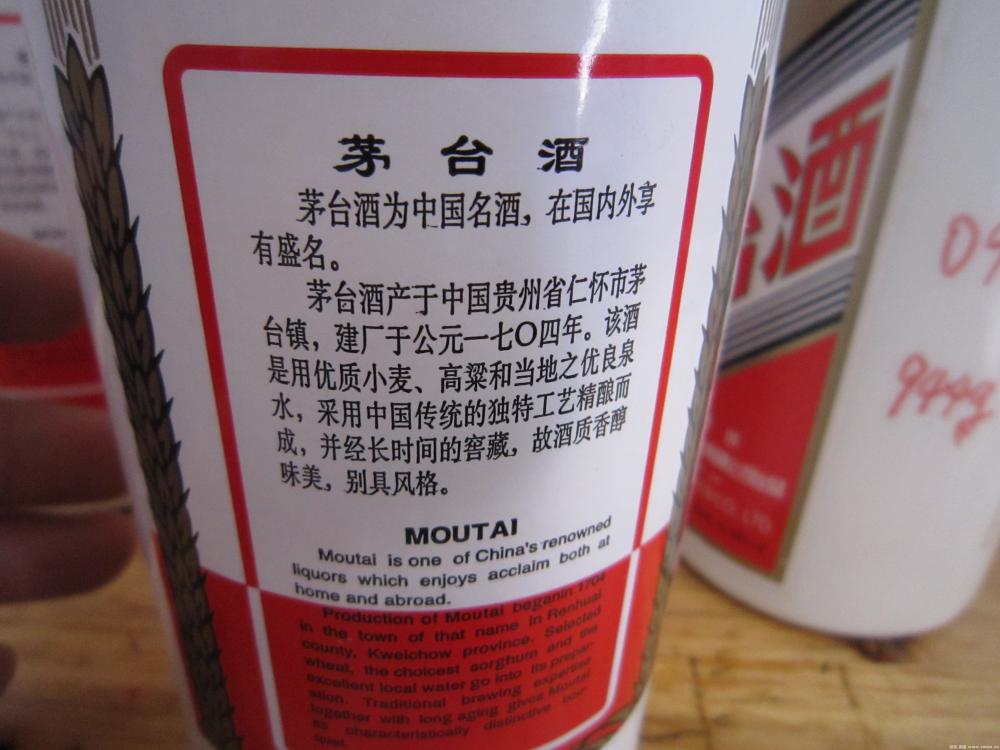 茅台酒
茅台酒为中国名酒，在国内外享
有盛名。
茅台酒产于中国贵州省仁怀市茅
台镇，建厂于公元一七〇四年。该酒
是用优质小麦、高粱和当地之优良泉
水，采用中国传统的独特工艺精酿而
成，并经长时间的窖藏，故酒质香醇
味美，别具风格。
MOUTAI
Moutai is one of China's renowned
liquors which enjoys acclaim both at
home and abroad.
Production of Moutai beganin 1704
in the town of that name in Renhuai
county, Kweichow province. Selected
wheat, the choicest sorghum and the
excellent local water go into its prepar-
ation. Traditional brewing expertise
together with long aging gives Moutai
its characteristically distinctive bou-
quet.
酒
944g
CO., LTD.